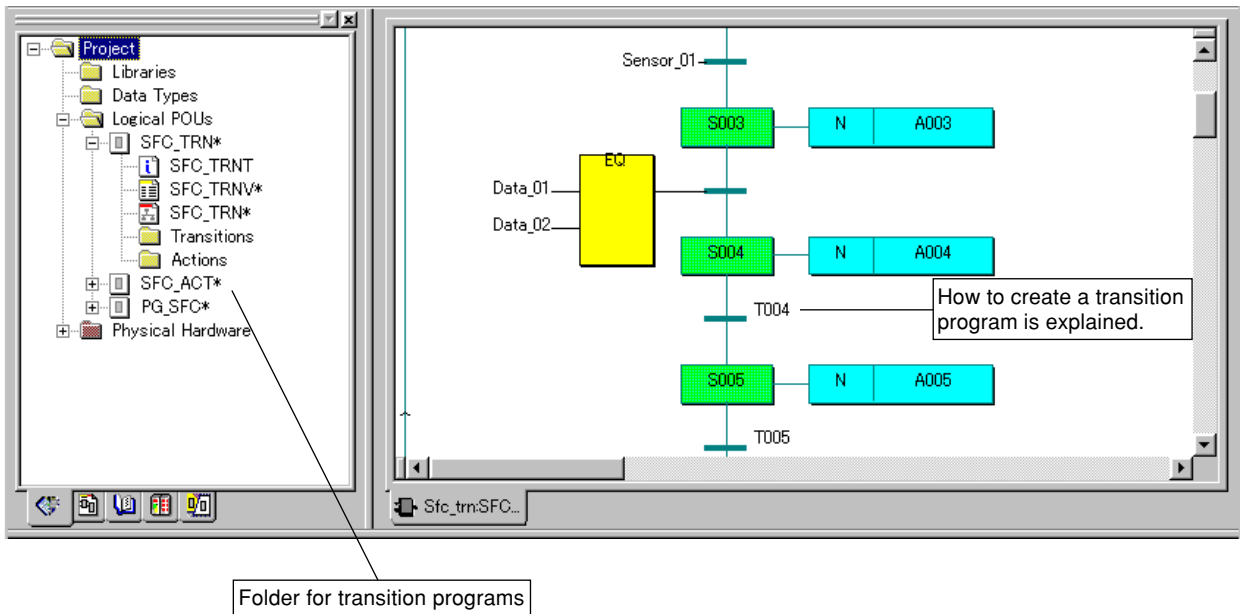 Project
Libraries
Data Types
Logical POUs
SFC_TRN*
SFC_TRNT
SFC_TRNV*
SFC_TRN*
Transitions
Actions
SFC_ACT*
PG_SFC*
Physical Hardware
Sensor_01
S003 N A003
EQ
Data_01
Data_02
S004 N A004
T004
How to create a transition
program is explained.
S005 N A005
T005
Sfc_trn:SFC...
Folder for transition programs